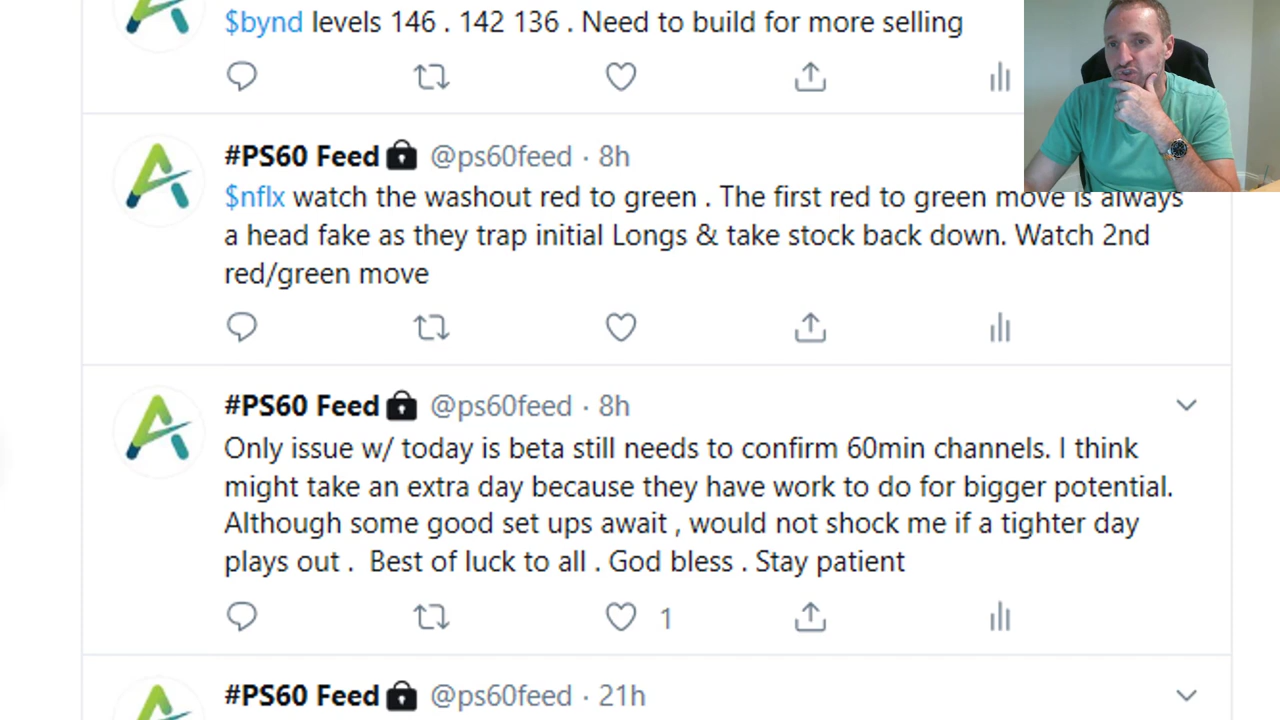 $bynd levels 146 . 142 136 . Need to build for more selling
#PS60 Feed @ps60feed · 8h
$nflx watch the washout red to green . The first red to green move is always
a head fake as they trap initial Longs & take stock back down. Watch 2nd
red/green move
#PS60 Feed @ps60feed · 8h
Only issue w/ today is beta still needs to confirm 60min channels. I think
might take an extra day because they have work to do for bigger potential.
Although some good set ups await , would not shock me if a tighter day
plays out . Best of luck to all . God bless . Stay patient
1
#PS60 Feed @ps60feed · 21h